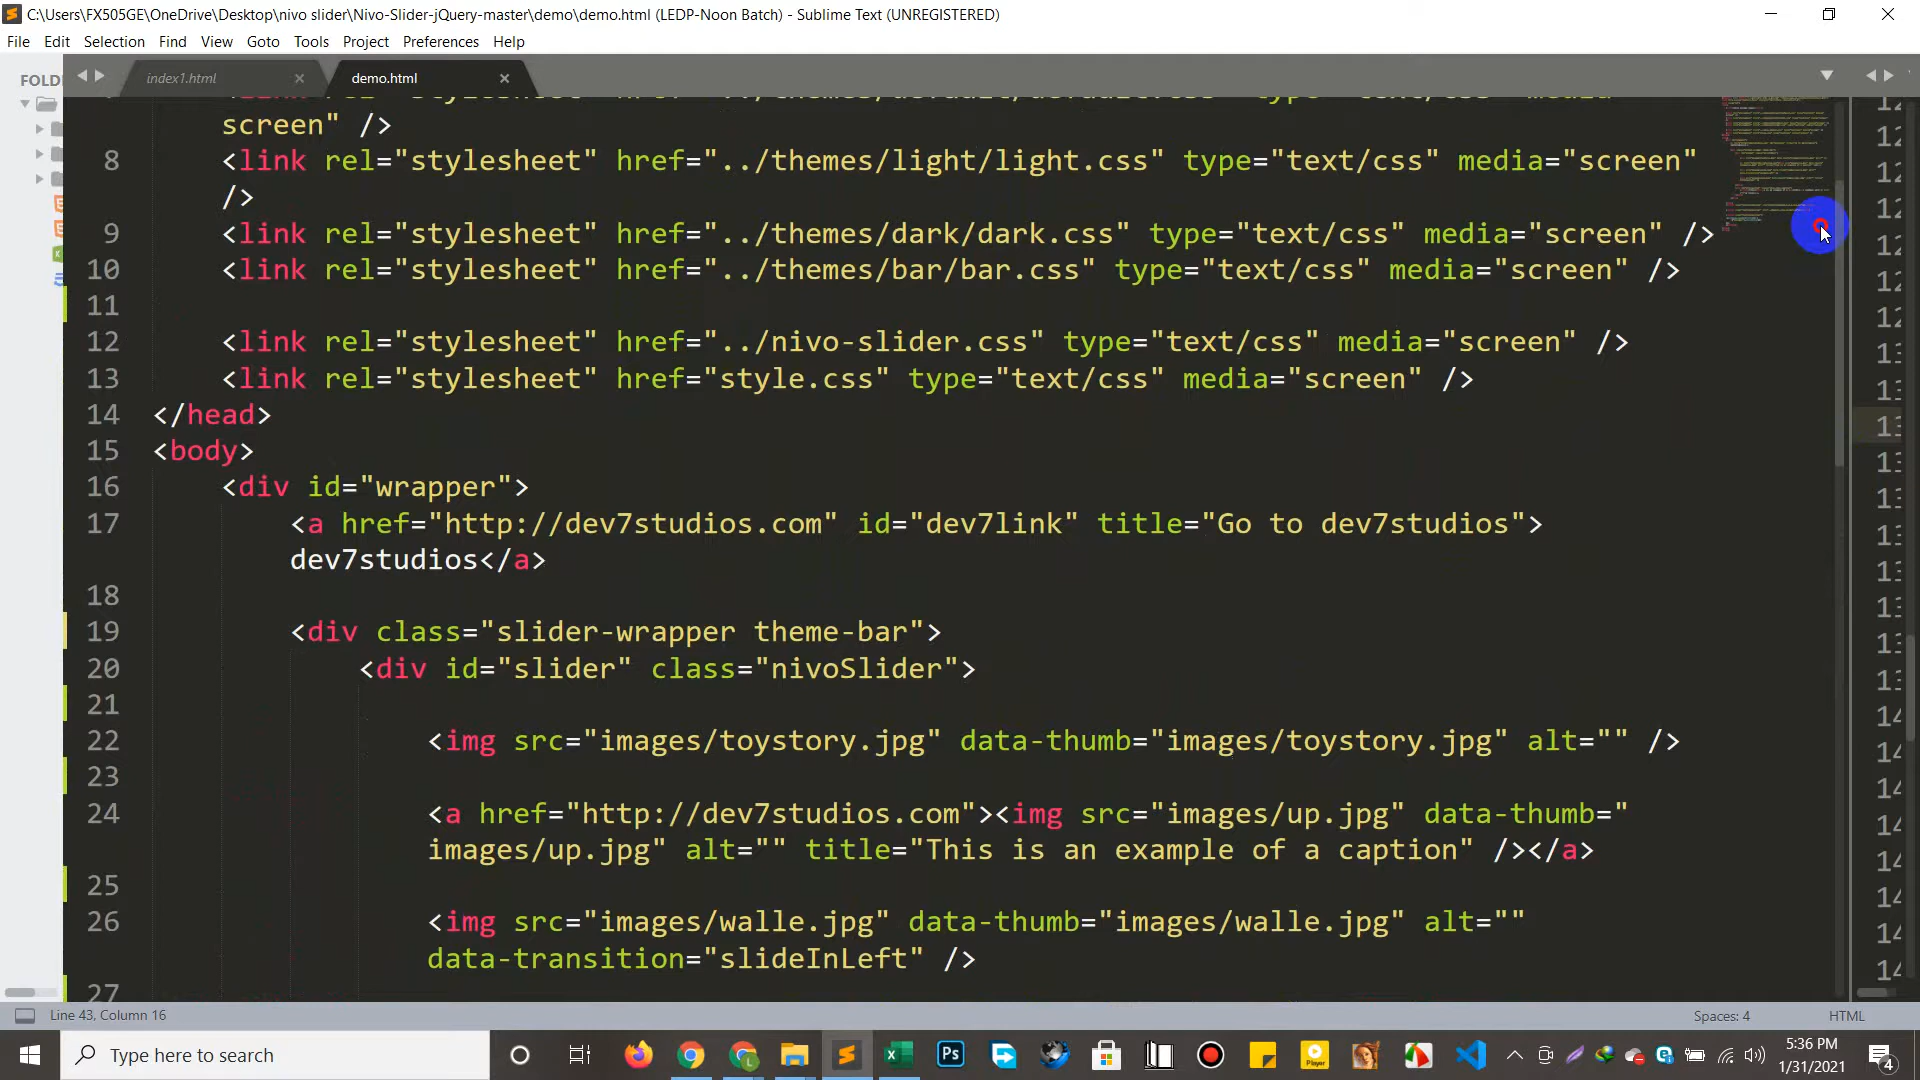 C:\Users\FX505GE\OneDrive\Desktop\nivo slider\Nivo-Slider-jQuery-master\demo\demo.html (LEDP-Noon Batch) - Sublime Text (UNREGISTERED)
File Edit Selection Find View Goto Tools Project Preferences Help
FOLD
index1.html
demo.html
screen" />
8 <link rel="stylesheet" href="../themes/light/light.css" type="text/css" media="screen"
/>
9 <link rel="stylesheet" href="../themes/dark/dark.css" type="text/css" media="screen" />
10 <link rel="stylesheet" href="../themes/bar/bar.css" type="text/css" media="screen" />
11
12 <link rel="stylesheet" href="../nivo-slider.css" type="text/css" media="screen" />
13 <link rel="stylesheet" href="style.css" type="text/css" media="screen" />
14 </head>
15 <body>
16 <div id="wrapper">
17 <a href="http://dev7studios.com" id="dev7link" title="Go to dev7studios">
dev7studios</a>
18
19 <div class="slider-wrapper theme-bar">
20 <div id="slider" class="nivoSlider">
21
22 <img src="images/toystory.jpg" data-thumb="images/toystory.jpg" alt="" />
23
24 <a href="http://dev7studios.com"><img src="images/up.jpg" data-thumb="
images/up.jpg" alt="" title="This is an example of a caption" /></a>
25
26 <img src="images/walle.jpg" data-thumb="images/walle.jpg" alt=""
data-transition="slideInLeft" />
27
Line 43, Column 16
Spaces: 4
HTML
Type here to search
Ps
Player
5:36 PM
1/31/2021
4